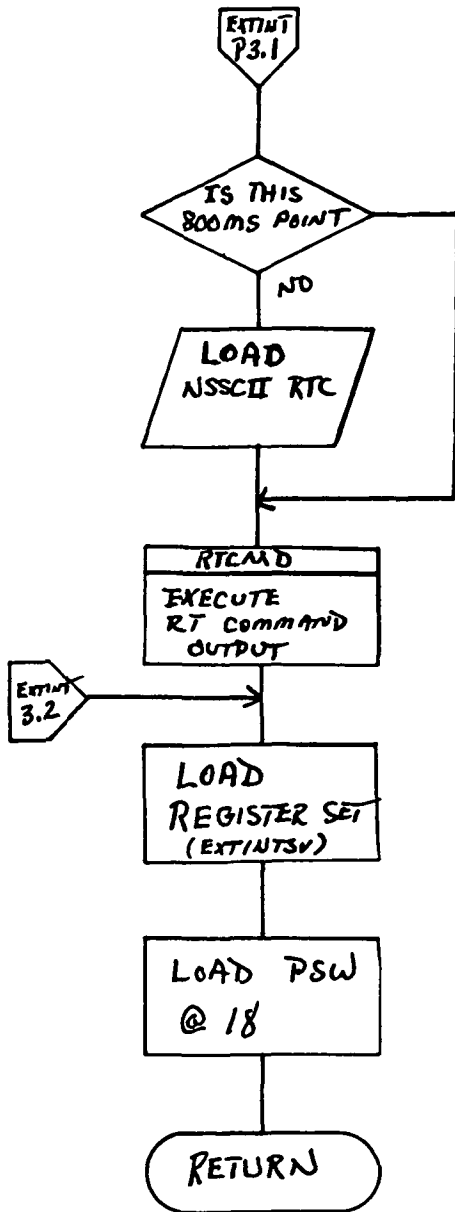 EXTINT
P3.1
IS THIS
800MS POINT
NO
LOAD
NSSCII RTC
RTCMD
EXECUTE
RT COMMAND
OUTPUT
EXTINT
3.2
LOAD
REGISTER SET
(EXTINTSV)
LOAD PSW
@ 18
RETURN